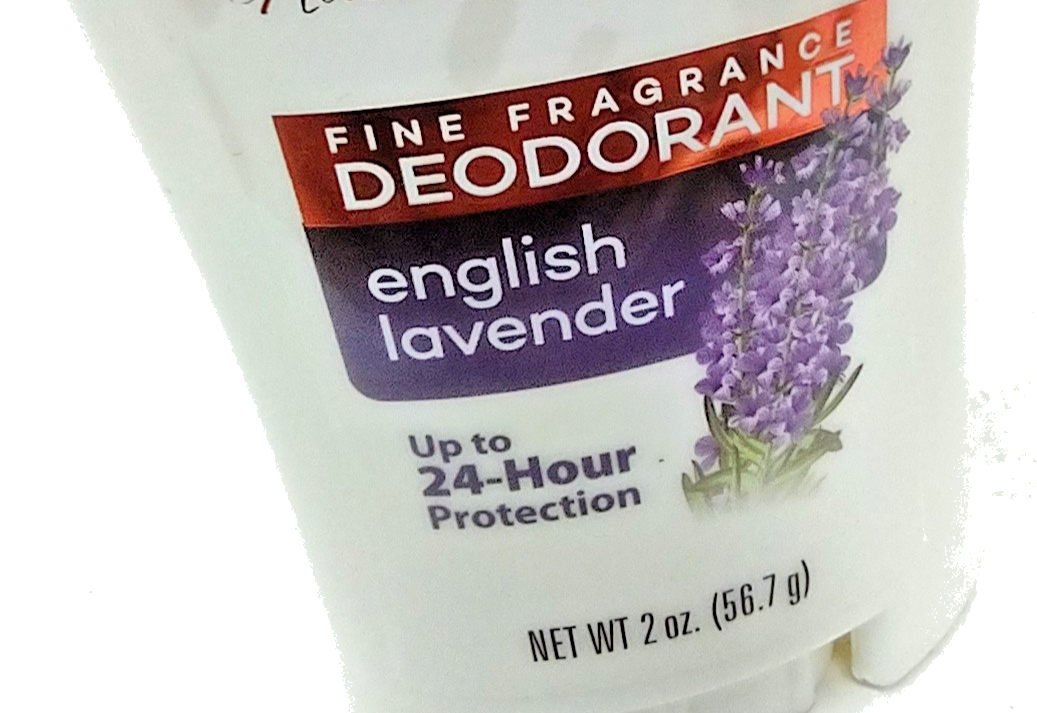 FINE FRAGRANCE
DEODORANT
english
lavender
Up to
24-Hour
Protection
NET WT 2 oz. (56.7 g)